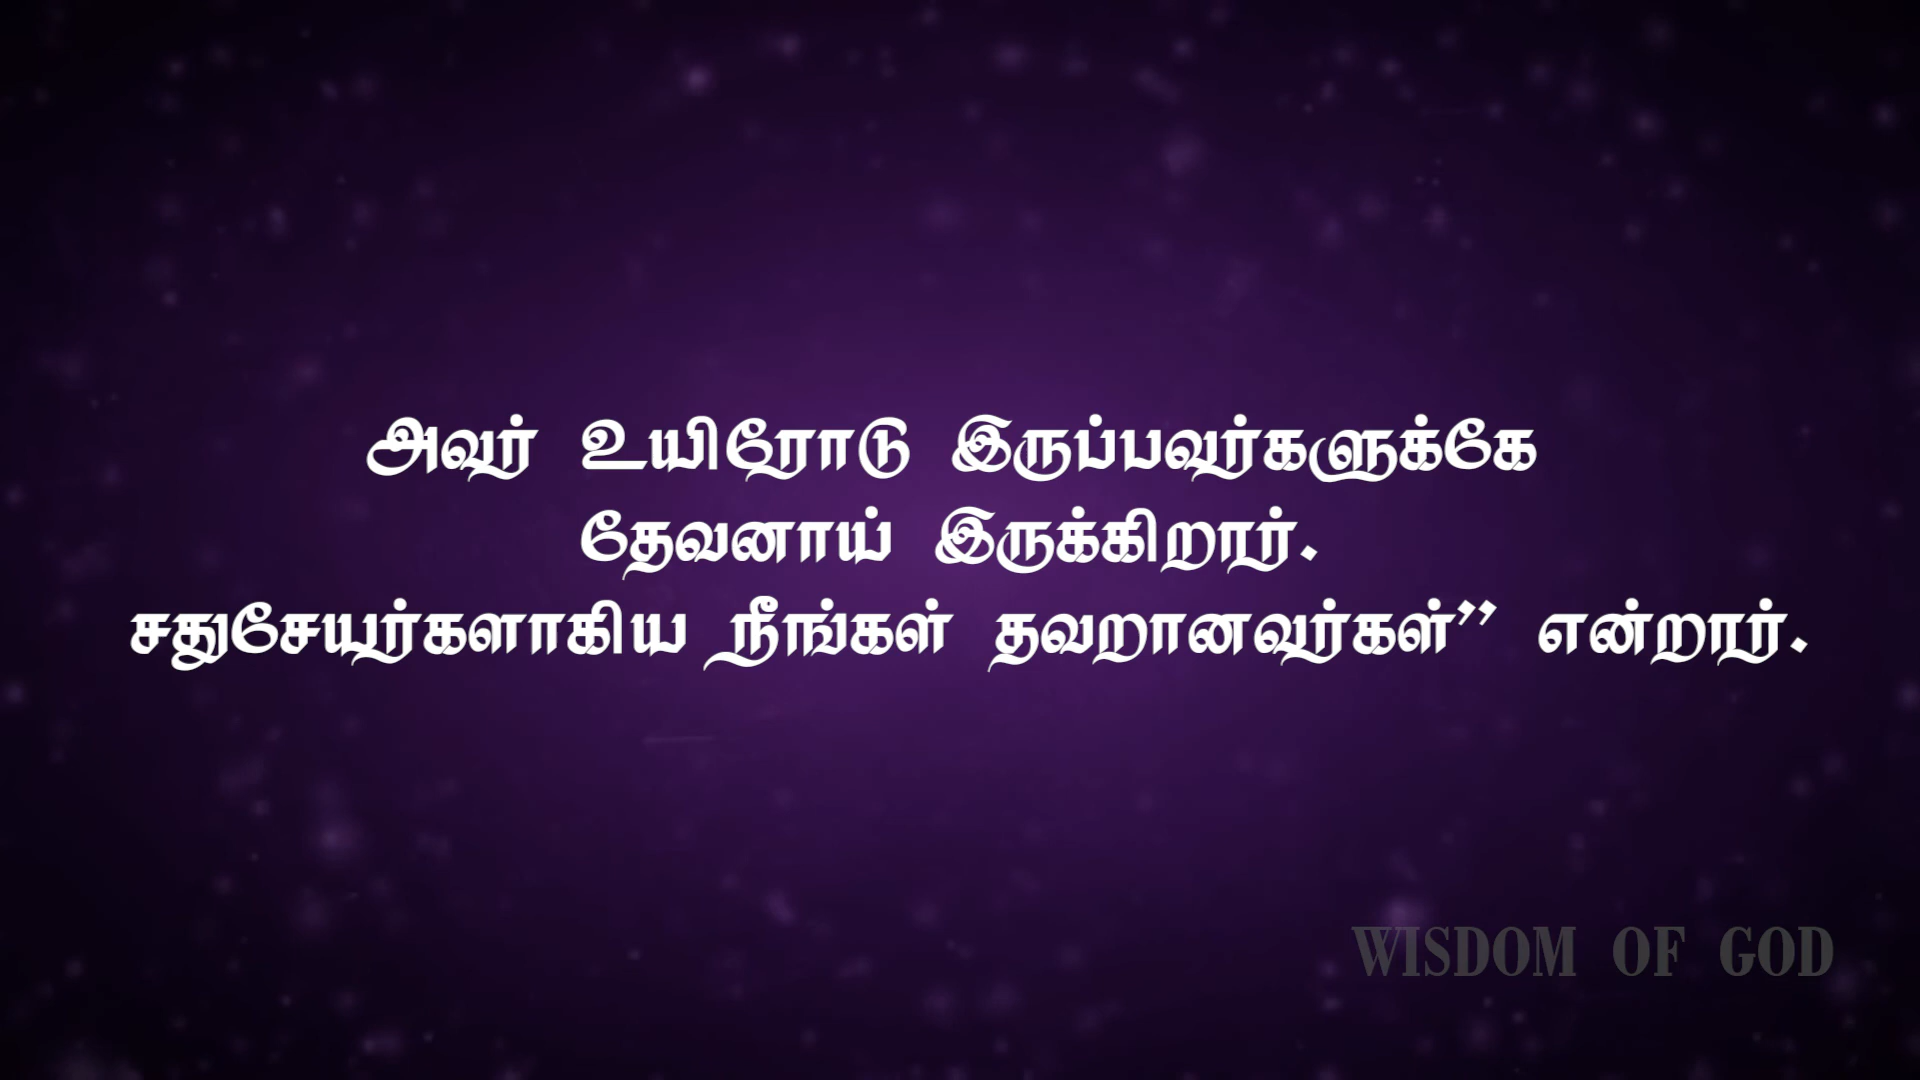 அவர் உயிரோடு இருப்பவர்களுக்கே
தேவனாய் இருக்கிறார்.
சதுசேயர்களாகிய நீங்கள் தவறானவர்கள்” என்றார்.
WISDOM OF GOD